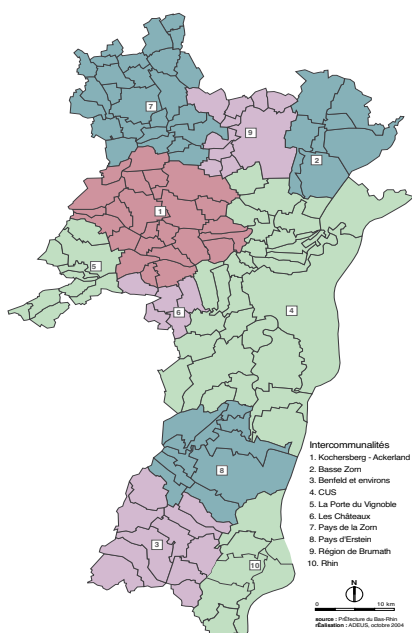 7
9
2
1
5
6
4
8
3
10
Intercommunalités
1. Kochersberg - Ackerland
2. Basse Zorn
3. Benfeld et environs
4. CUS
5. La Porte du Vignoble
6. Les Châteaux
7. Pays de la Zorn
8. Pays d'Erstein
9. Région de Brumath
10. Rhin
N
0 10 km
source : PrÉfecture du Bas-Rhin
rÉalisation : ADEUS, octobre 2004